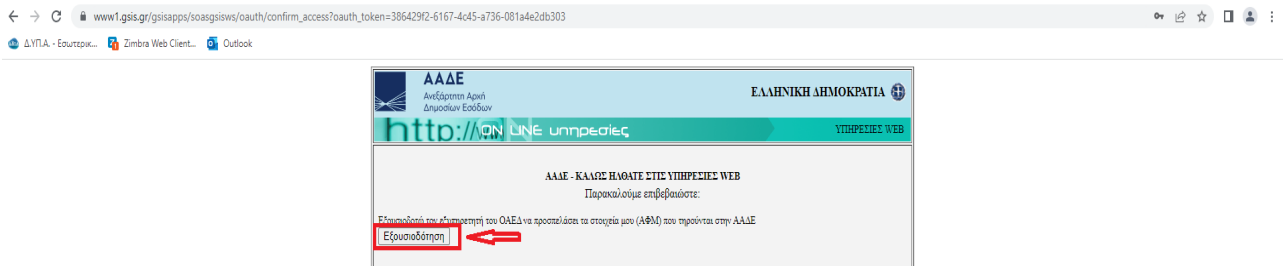 www1.gsis.gr/gsisapps/soasgsisws/oauth/confirm_access?oauth_token=386429f2-6167-4c45-a736-081a4e2db303
Δ.ΥΠ.Α. - Εσωτερικ... Zimbra Web Client... Outlook
ΑΑΔΕ
Ανεξάρτητη Αρχή
Δημοσίων Εσόδων
ΕΛΛΗΝΙΚΗ ΔΗΜΟΚΡΑΤΙΑ
http://www ON LINE υπηρεσίες
ΥΠΗΡΕΣΙΕΣ WEB
ΑΑΔΕ - ΚΑΛΩΣ ΗΛΘΑΤΕ ΣΤΙΣ ΥΠΗΡΕΣΙΕΣ WEB
Παρακαλούμε επιβεβαιώστε:
Εξουσιοδοτώ τον εξυπηρετητή του ΟΑΕΔ να προσπελάσει τα στοιχεία μου (ΑΦΜ) που τηρούνται στην ΑΑΔΕ
Εξουσιοδότηση